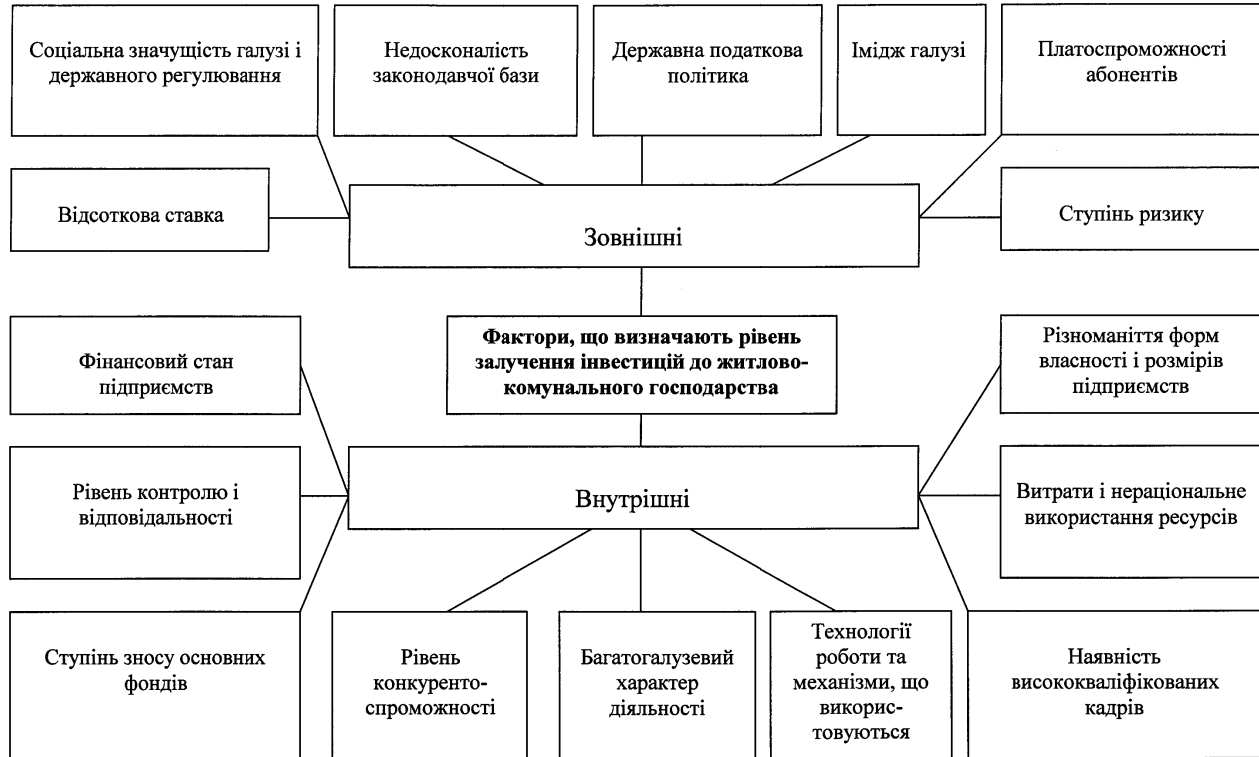 Соціальна значущість галузі і
державного регулювання
Недосконалість
законодавчої бази
Державна податкова
політика
Імідж галузі
Платоспроможності
абонентів
Відсоткова ставка
Зовнішні
Ступінь ризику
Фінансовий стан
підприємств
Фактори, що визначають рівень
залучення інвестицій до житлово-
комунального господарства
Різноманіття форм
власності і розмірів
підприємств
Рівень контролю і
відповідальності
Внутрішні
Витрати і нераціональне
використання ресурсів
Ступінь зносу основних
фондів
Рівень
конкуренто-
спроможності
Багатогалузевий
характер
діяльності
Технології
роботи та
механізми, що
викорис-
товуються
Наявність
висококваліфікованих
кадрів